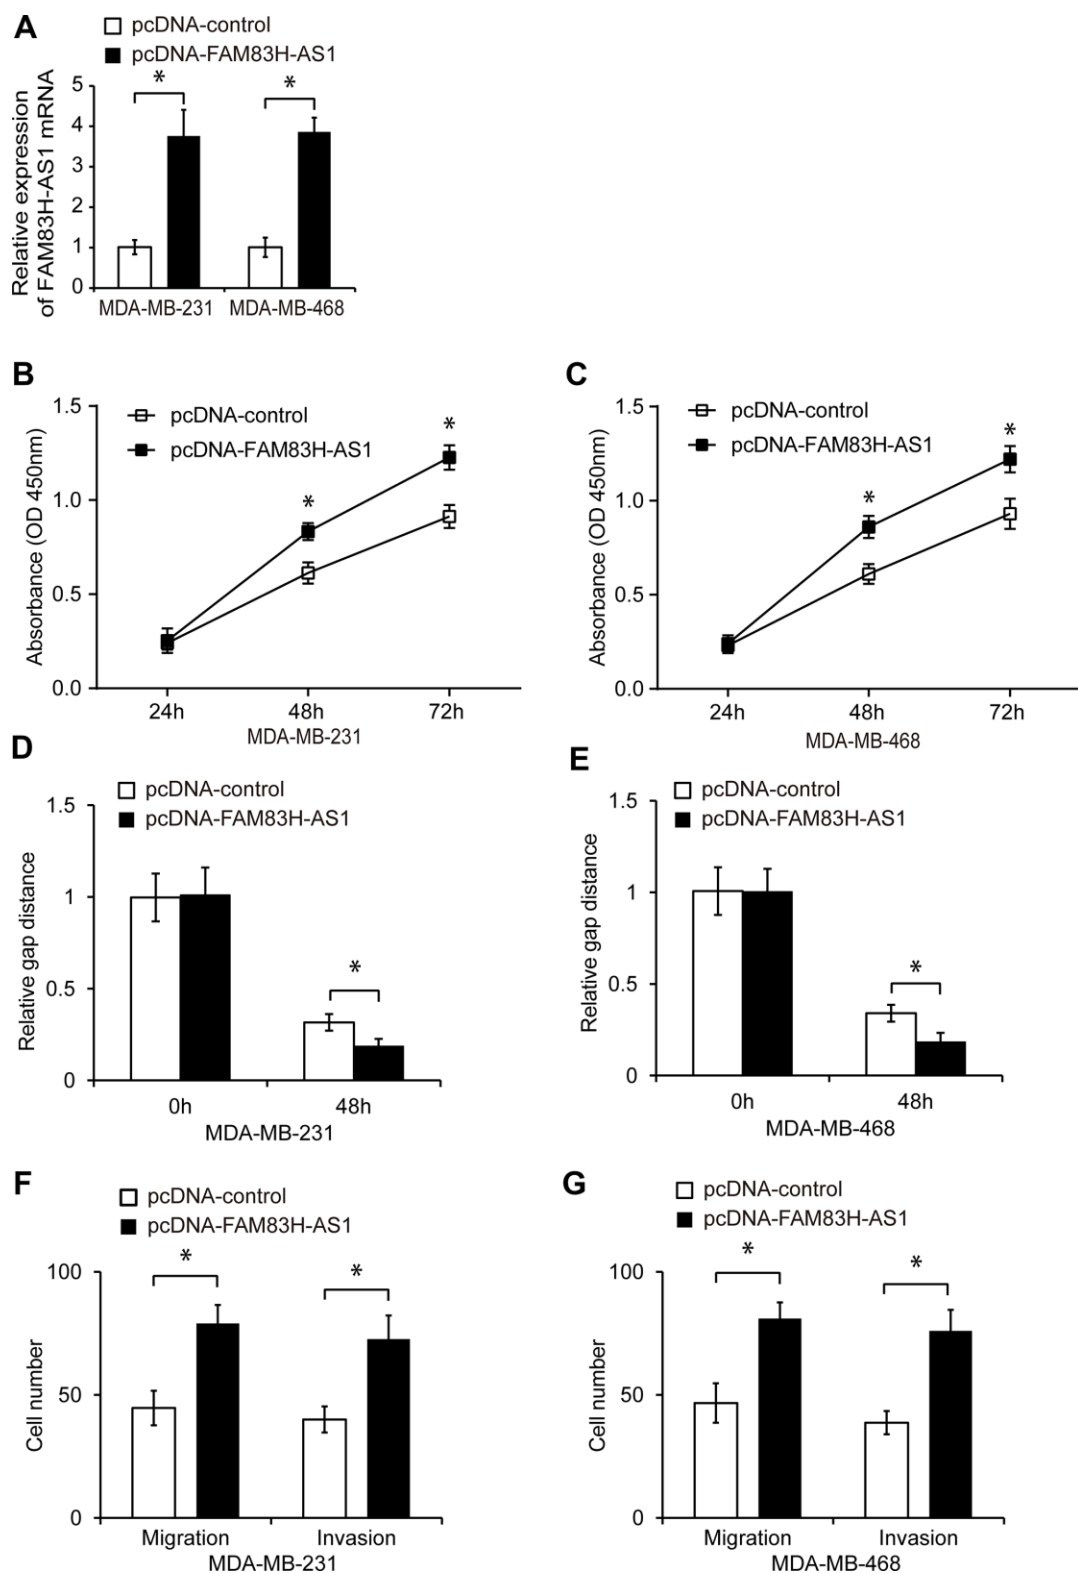 A
pcDNA-control
pcDNA-FAM83H-AS1
Relative expression
of FAM83H-AS1 mRNA
5
4
3
2
1
0
*
*
MDA-MB-231
MDA-MB-468
B
pcDNA-control
pcDNA-FAM83H-AS1
Absorbance (OD 450nm)
1.5
1.0
0.5
0.0
*
*
24h
48h
72h
MDA-MB-231
C
pcDNA-control
pcDNA-FAM83H-AS1
Absorbance (OD 450nm)
1.5
1.0
0.5
0.0
*
*
24h
48h
72h
MDA-MB-468
D
pcDNA-control
pcDNA-FAM83H-AS1
Relative gap distance
1.5
1
0.5
0
*
0h
48h
MDA-MB-231
E
pcDNA-control
pcDNA-FAM83H-AS1
Relative gap distance
1.5
1
0.5
0
*
0h
48h
MDA-MB-468
F
pcDNA-control
pcDNA-FAM83H-AS1
Cell number
100
50
0
*
*
Migration
Invasion
MDA-MB-231
G
pcDNA-control
pcDNA-FAM83H-AS1
Cell number
100
50
0
*
*
Migration
Invasion
MDA-MB-468